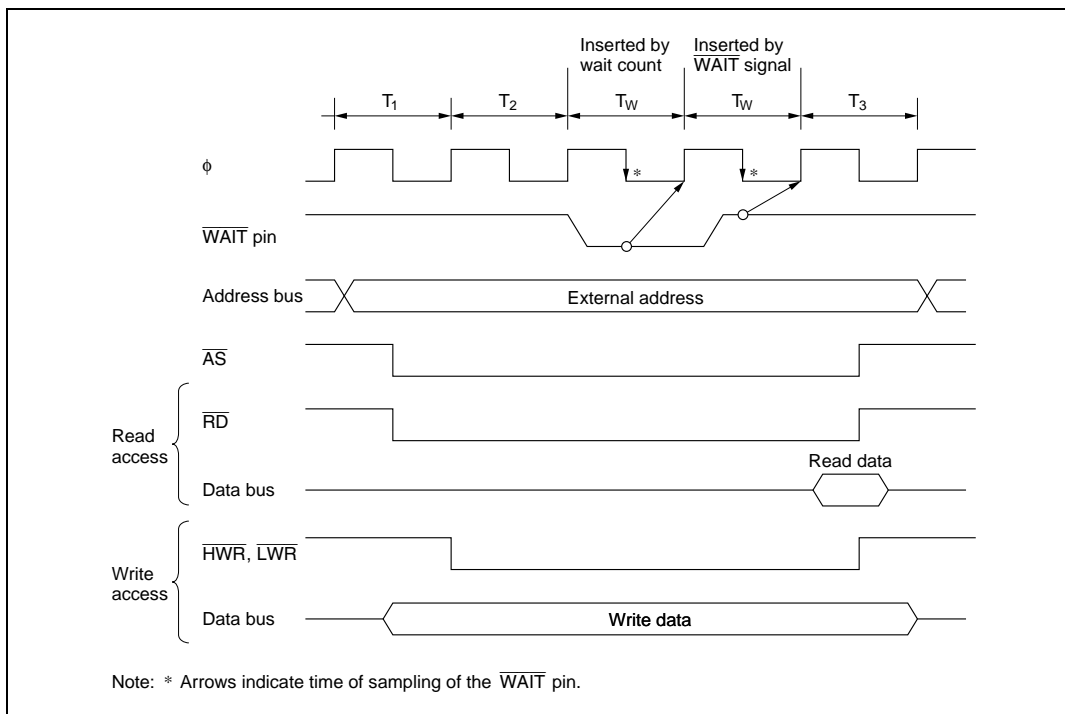 Inserted by
wait count
Inserted by
WAIT signal
T1 T2 TW TW T3
ϕ * *
WAIT pin
Address bus External address
AS
Read
access
RD
Read data
Data bus
Write
access
HWR, LWR
Data bus Write data
Note: * Arrows indicate time of sampling of the WAIT pin.